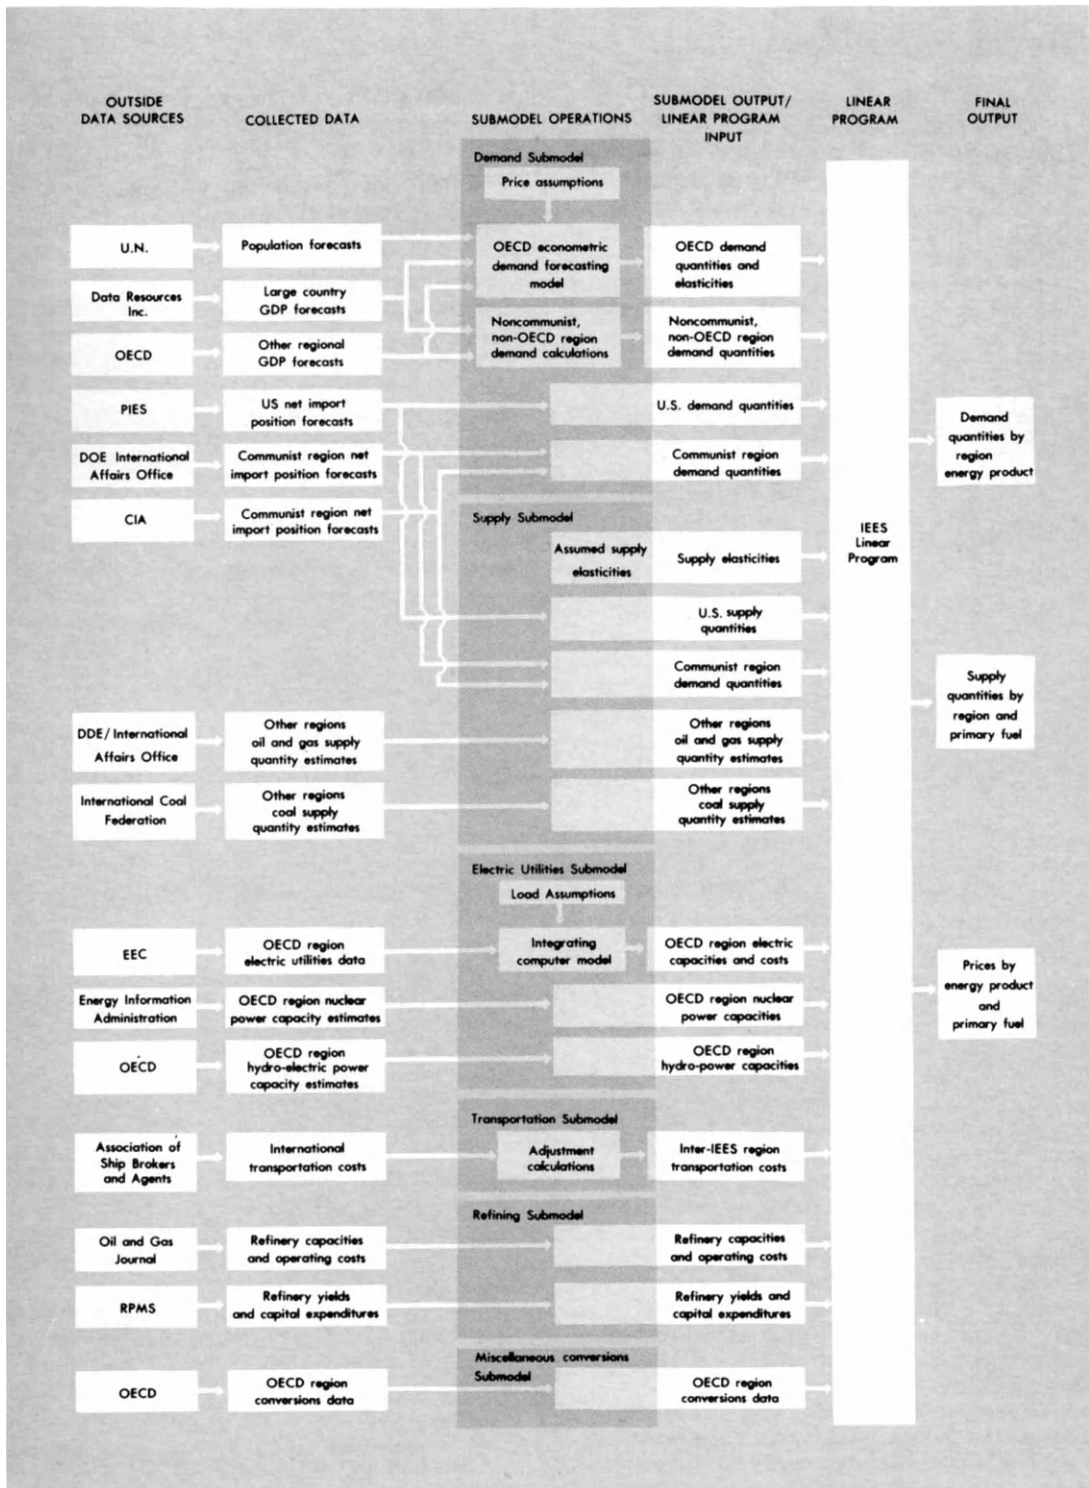 OUTSIDE
DATA SOURCES
COLLECTED DATA
SUBMODEL OPERATIONS
SUBMODEL OUTPUT/
LINEAR PROGRAM
INPUT
LINEAR
PROGRAM
FINAL
OUTPUT
Demand Submodel
Price assumptions
U.N.
Population forecasts
OECD econometric
demand forecasting
model
OECD demand
quantities and
elasticities
Data Resources
Inc.
Large country
GDP forecasts
Noncommunist,
non-OECD region
demand calculations
Noncommunist,
non-OECD region
demand quantities
OECD
Other regional
GDP forecasts
PIES
US net import
position forecasts
U.S. demand quantities
DOE International
Affairs Office
Communist region net
import position forecasts
Communist region
demand quantities
CIA
Communist region net
import position forecasts
Supply Submodel
Assumed supply
elasticities
Supply elasticities
U.S. supply
quantities
Communist region
demand quantities
DDE/International
Affairs Office
Other regions
oil and gas supply
quantity estimates
Other regions
oil and gas supply
quantity estimates
International Coal
Federation
Other regions
coal supply
quantity estimates
Other regions
coal supply
quantity estimates
Electric Utilities Submodel
Load Assumptions
EEC
OECD region
electric utilities data
Integrating
computer model
OECD region electric
capacities and costs
Energy Information
Administration
OECD region nuclear
power capacity estimates
OECD region nuclear
power capacities
OECD
OECD region
hydro-electric power
capacity estimates
OECD region
hydro-power capacities
Transportation Submodel
Association of
Ship Brokers
and Agents
International
transportation costs
Adjustment
calculations
Inter-IEES region
transportation costs
Refining Submodel
Oil and Gas
Journal
Refinery capacities
and operating costs
Refinery capacities
and operating costs
RPMS
Refinery yields
and capital expenditures
Refinery yields and
capital expenditures
Miscellaneous conversions
Submodel
OECD
OECD region
conversions data
OECD region
conversions data
IEES
Linear
Program
Demand
quantities by
region
energy product
Supply
quantities by
region and
primary fuel
Prices by
energy product
and
primary fuel